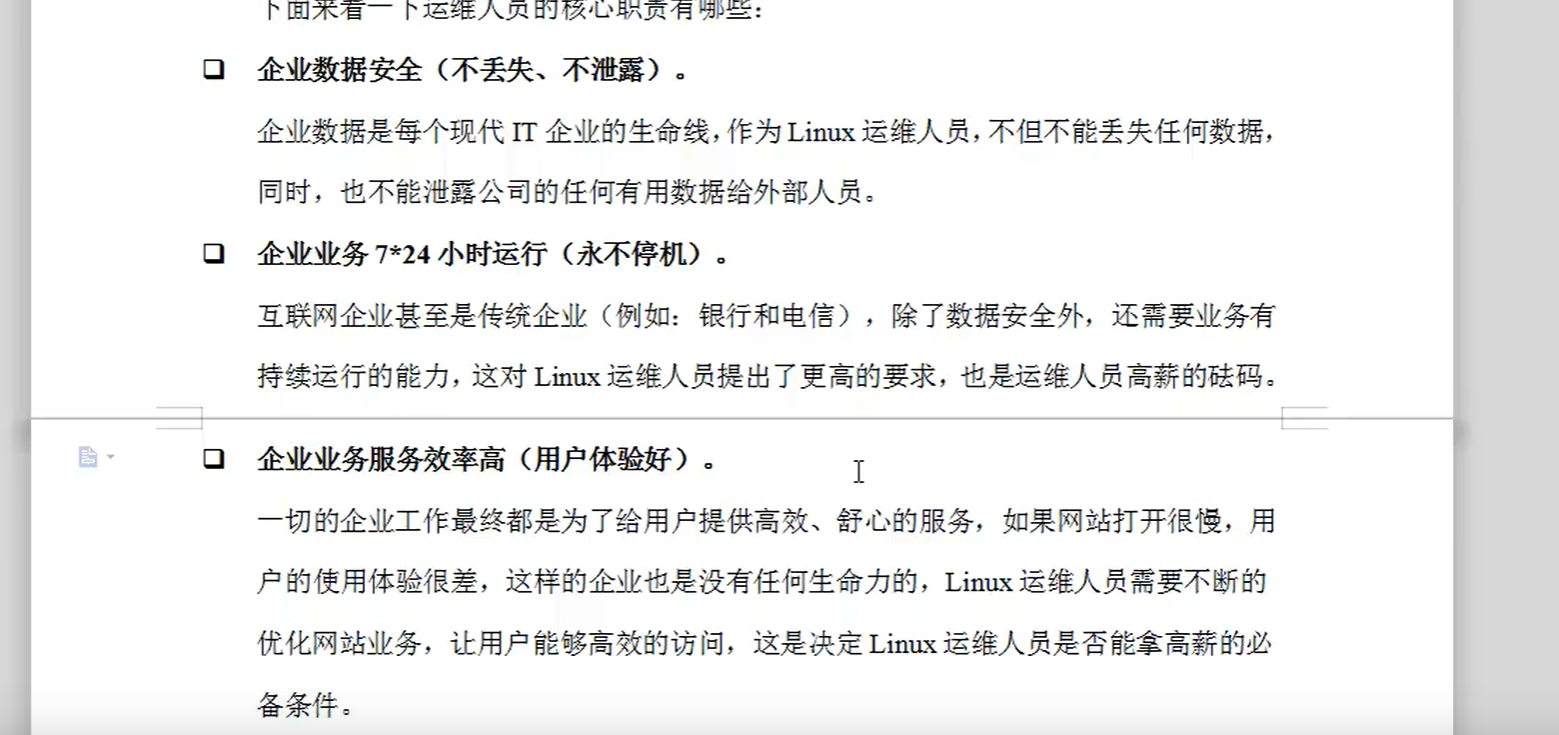 下面来看一下运维人员的核心职责有哪些：
❑ 企业数据安全（不丢失、不泄露）。
企业数据是每个现代 IT 企业的生命线，作为 Linux 运维人员，不但不能丢失任何数据，
同时，也不能泄露公司的任何有用数据给外部人员。
❑ 企业业务 7*24 小时运行（永不停机）。
互联网企业甚至是传统企业（例如：银行和电信），除了数据安全外，还需要业务有
持续运行的能力，这对 Linux 运维人员提出了更高的要求，也是运维人员高薪的砝码。
❑ 企业业务服务效率高（用户体验好）。
一切的企业工作最终都是为了给用户提供高效、舒心的服务，如果网站打开很慢，用
户的使用体验很差，这样的企业也是没有任何生命力的，Linux 运维人员需要不断的
优化网站业务，让用户能够高效的访问，这是决定 Linux 运维人员是否能拿高薪的必
备条件。